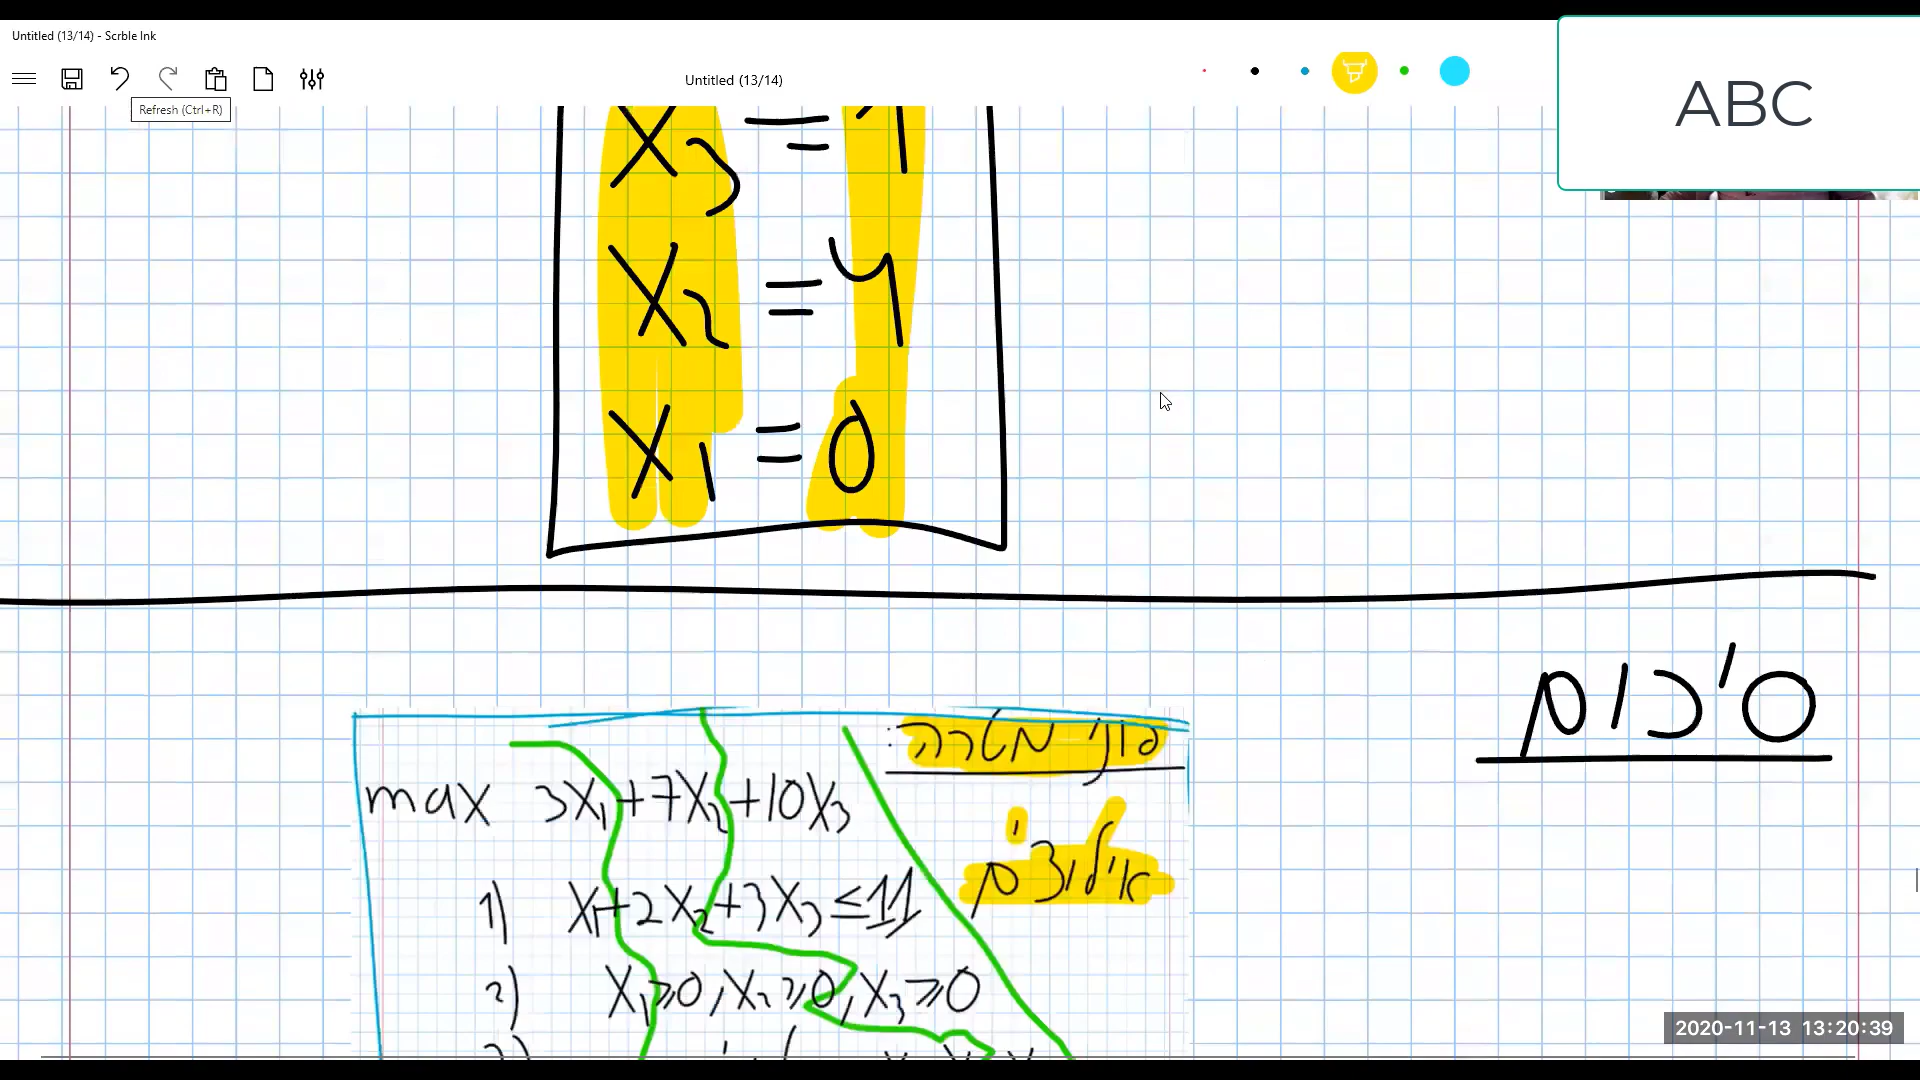 Untitled (13/14) - Scrble Ink
Untitled (13/14)
Refresh (Ctrl+R)
ABC
X3 =
X2 = 4
X1 = 0
סיכום
פונ' מטרה:
max 3X1+7X2+10X3
אילוצים
1) X1+2X2+3X3≤11
2) X1≥0, X2≥0, X3≥0
3)
2020-11-13 13:20:39